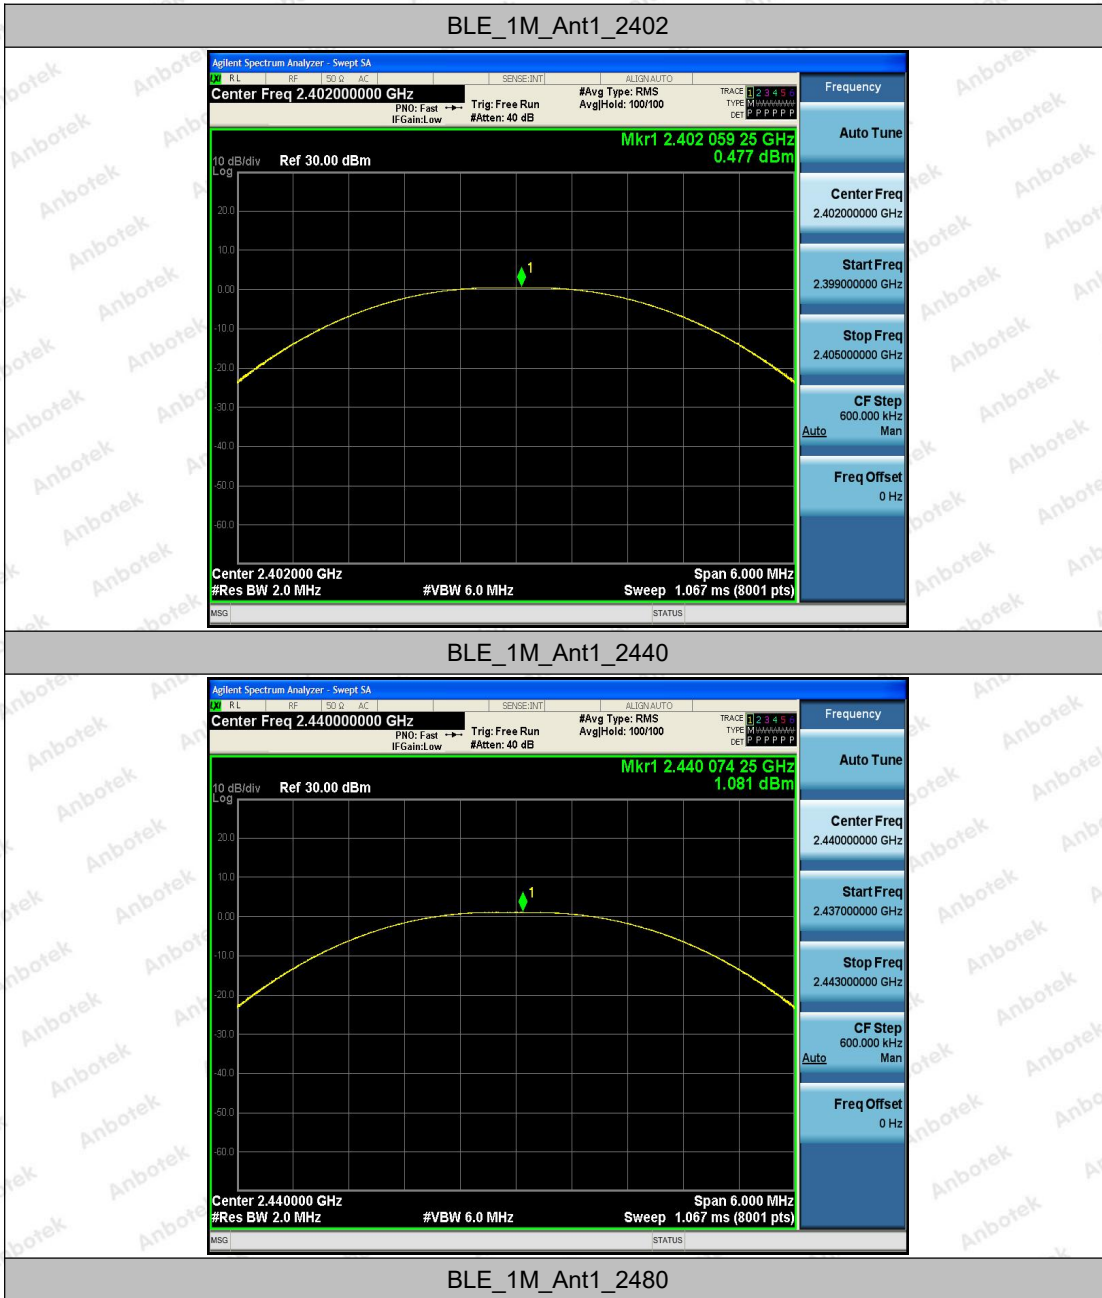 BLE_1M_Ant1_2402
Agilent Spectrum Analyzer - Swept SA
LXI RL RF 50 Ω AC SENSE:INT ALIGN AUTO
Center Freq 2.402000000 GHz
PNO: Fast
IFGain:Low
Trig: Free Run
#Atten: 40 dB
#Avg Type: RMS
Avg|Hold: 100/100
TRACE 1 2 3 4 5 6
TYPE M WWWWW
DET P P P P P P
Mkr1 2.402 059 25 GHz
0.477 dBm
10 dB/div Ref 30.00 dBm
Log
20.0
10.0
0.00
-10.0
-20.0
-30.0
-40.0
-50.0
-60.0
1
Center 2.402000 GHz Span 6.000 MHz
#Res BW 2.0 MHz #VBW 6.0 MHz Sweep 1.067 ms (8001 pts)
MSG STATUS
Frequency
Auto Tune
Center Freq
2.402000000 GHz
Start Freq
2.399000000 GHz
Stop Freq
2.405000000 GHz
CF Step
600.000 kHz
Auto Man
Freq Offset
0 Hz
BLE_1M_Ant1_2440
Agilent Spectrum Analyzer - Swept SA
LXI RL RF 50 Ω AC SENSE:INT ALIGN AUTO
Center Freq 2.440000000 GHz
PNO: Fast
IFGain:Low
Trig: Free Run
#Atten: 40 dB
#Avg Type: RMS
Avg|Hold: 100/100
TRACE 1 2 3 4 5 6
TYPE M WWWWW
DET P P P P P P
Mkr1 2.440 074 25 GHz
1.081 dBm
10 dB/div Ref 30.00 dBm
Log
20.0
10.0
0.00
-10.0
-20.0
-30.0
-40.0
-50.0
-60.0
1
Center 2.440000 GHz Span 6.000 MHz
#Res BW 2.0 MHz #VBW 6.0 MHz Sweep 1.067 ms (8001 pts)
MSG STATUS
Frequency
Auto Tune
Center Freq
2.440000000 GHz
Start Freq
2.437000000 GHz
Stop Freq
2.443000000 GHz
CF Step
600.000 kHz
Auto Man
Freq Offset
0 Hz
BLE_1M_Ant1_2480
Anbotek